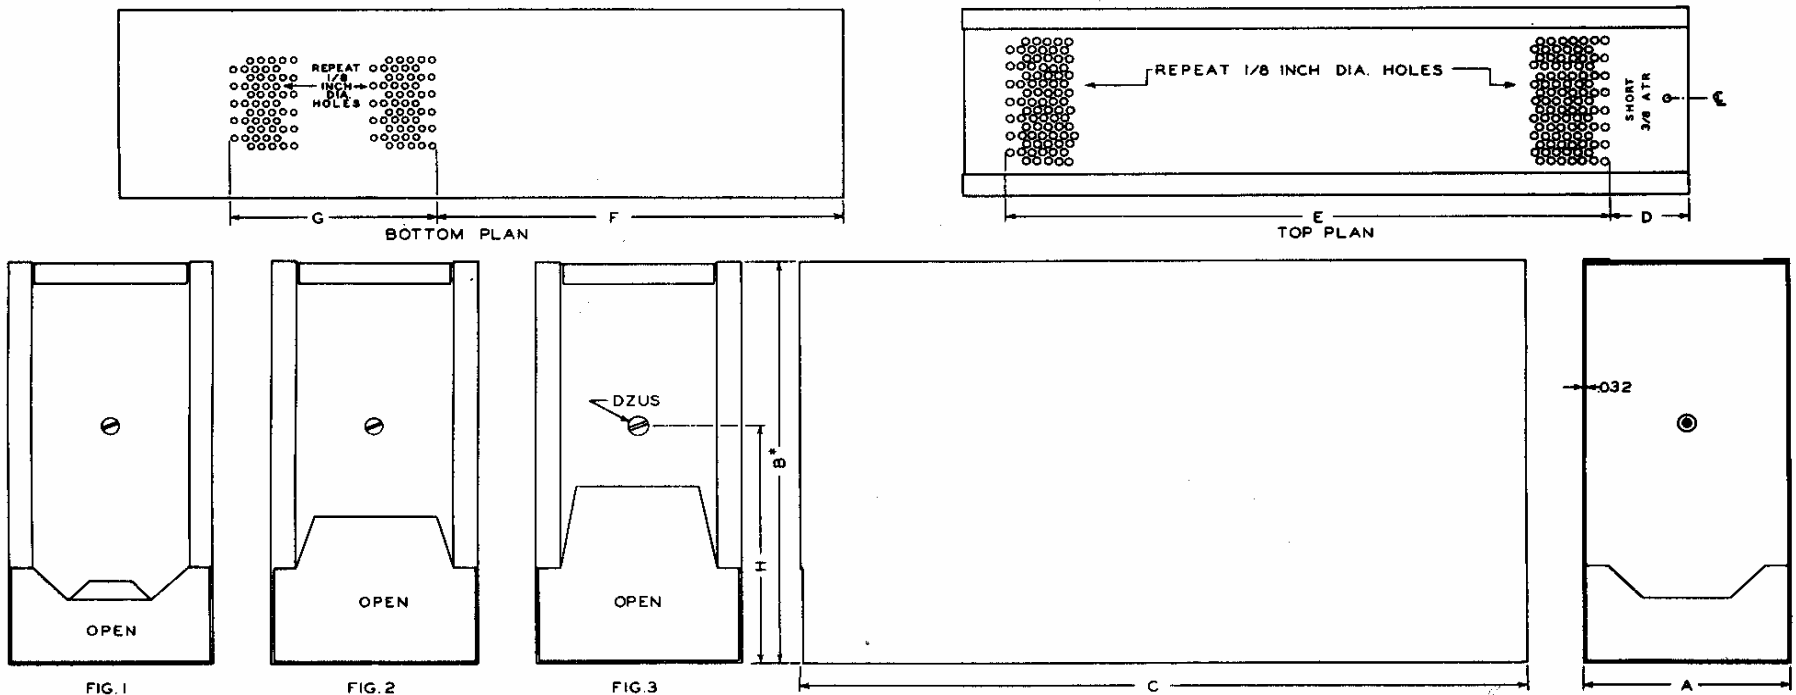 REPEAT
1/8
INCH
DIA.
HOLES
G
F
BOTTOM PLAN
REPEAT 1/8 INCH DIA. HOLES
SHORT
3/8 ATR
℄
E
D
TOP PLAN
OPEN
FIG. 1
OPEN
FIG. 2
DZUS
OPEN
FIG. 3
H
B*
C
.032
A